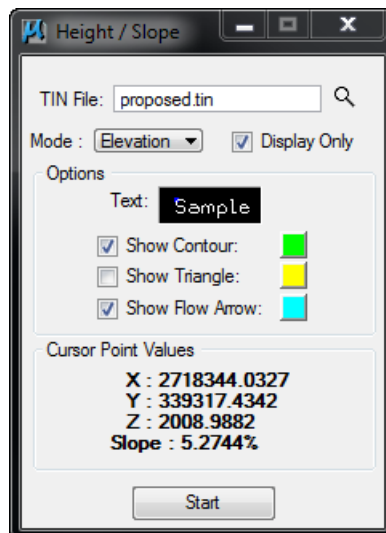 Height / Slope
TIN File: proposed.tin
Mode : Elevation Display Only
Options
Text: Sample
Show Contour:
Show Triangle:
Show Flow Arrow:
Cursor Point Values
X : 2718344.0327
Y : 339317.4342
Z : 2008.9882
Slope : 5.2744%
Start